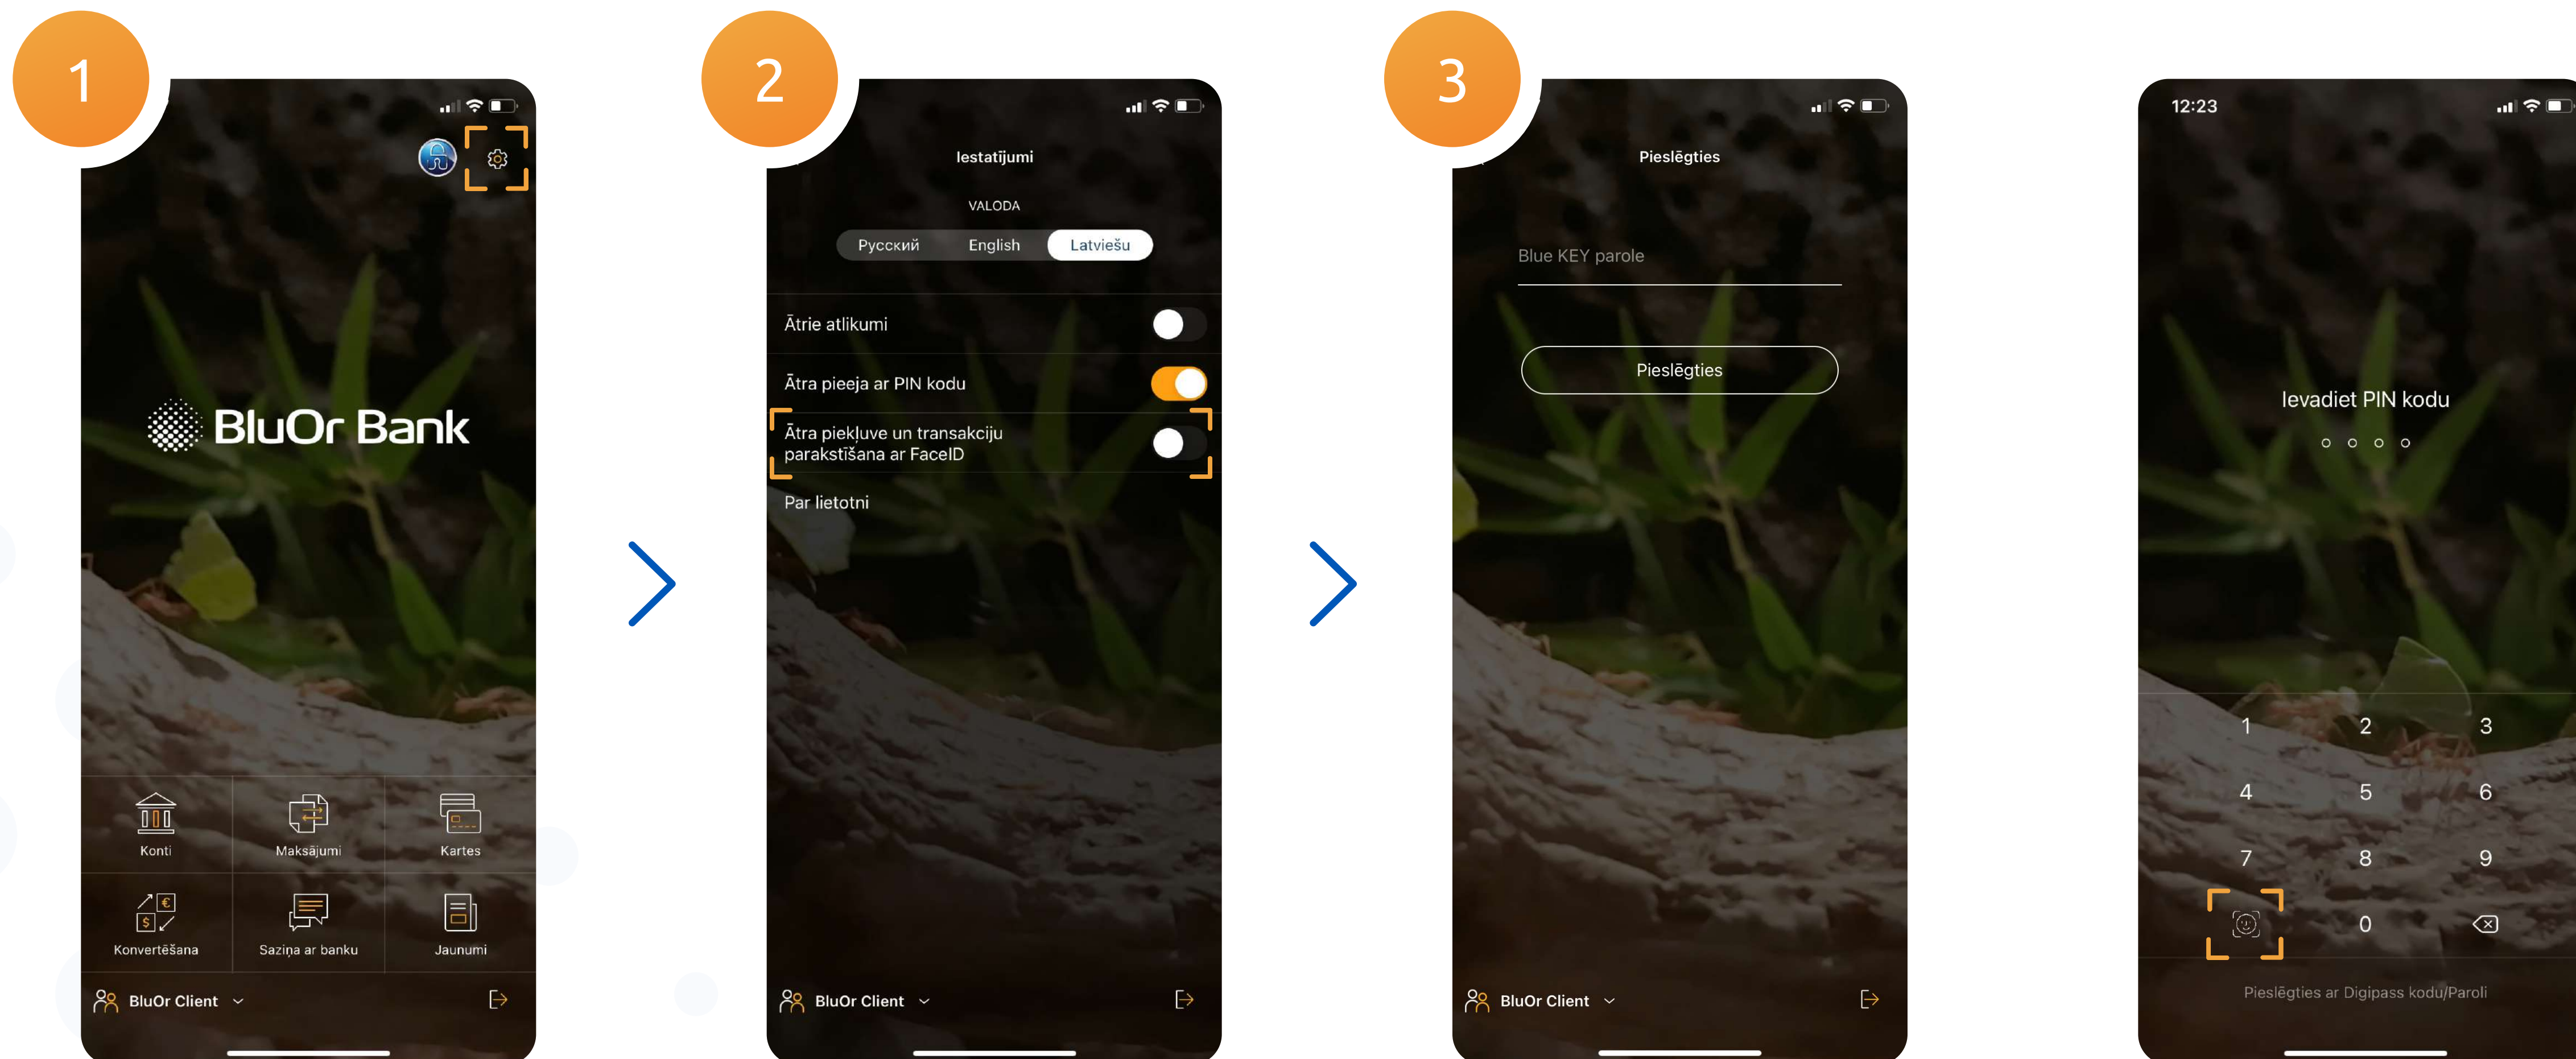 1
BluOr Bank
Konti
Maksājumi
Kartes
Konvertēšana
Saziņa ar banku
Jaunumi
BluOr Client
2
Iestatījumi
VALODA
Русский
English
Latviešu
Ātrie atlikumi
Ātra pieeja ar PIN kodu
Ātra piekļuve un transakciju
parakstīšana ar FaceID
Par lietotni
BluOr Client
3
Pieslēgties
Blue KEY parole
Pieslēgties
BluOr Client
12:23
Ievadiet PIN kodu
1 2 3
4 5 6
7 8 9
0
Pieslēgties ar Digipass kodu/Paroli